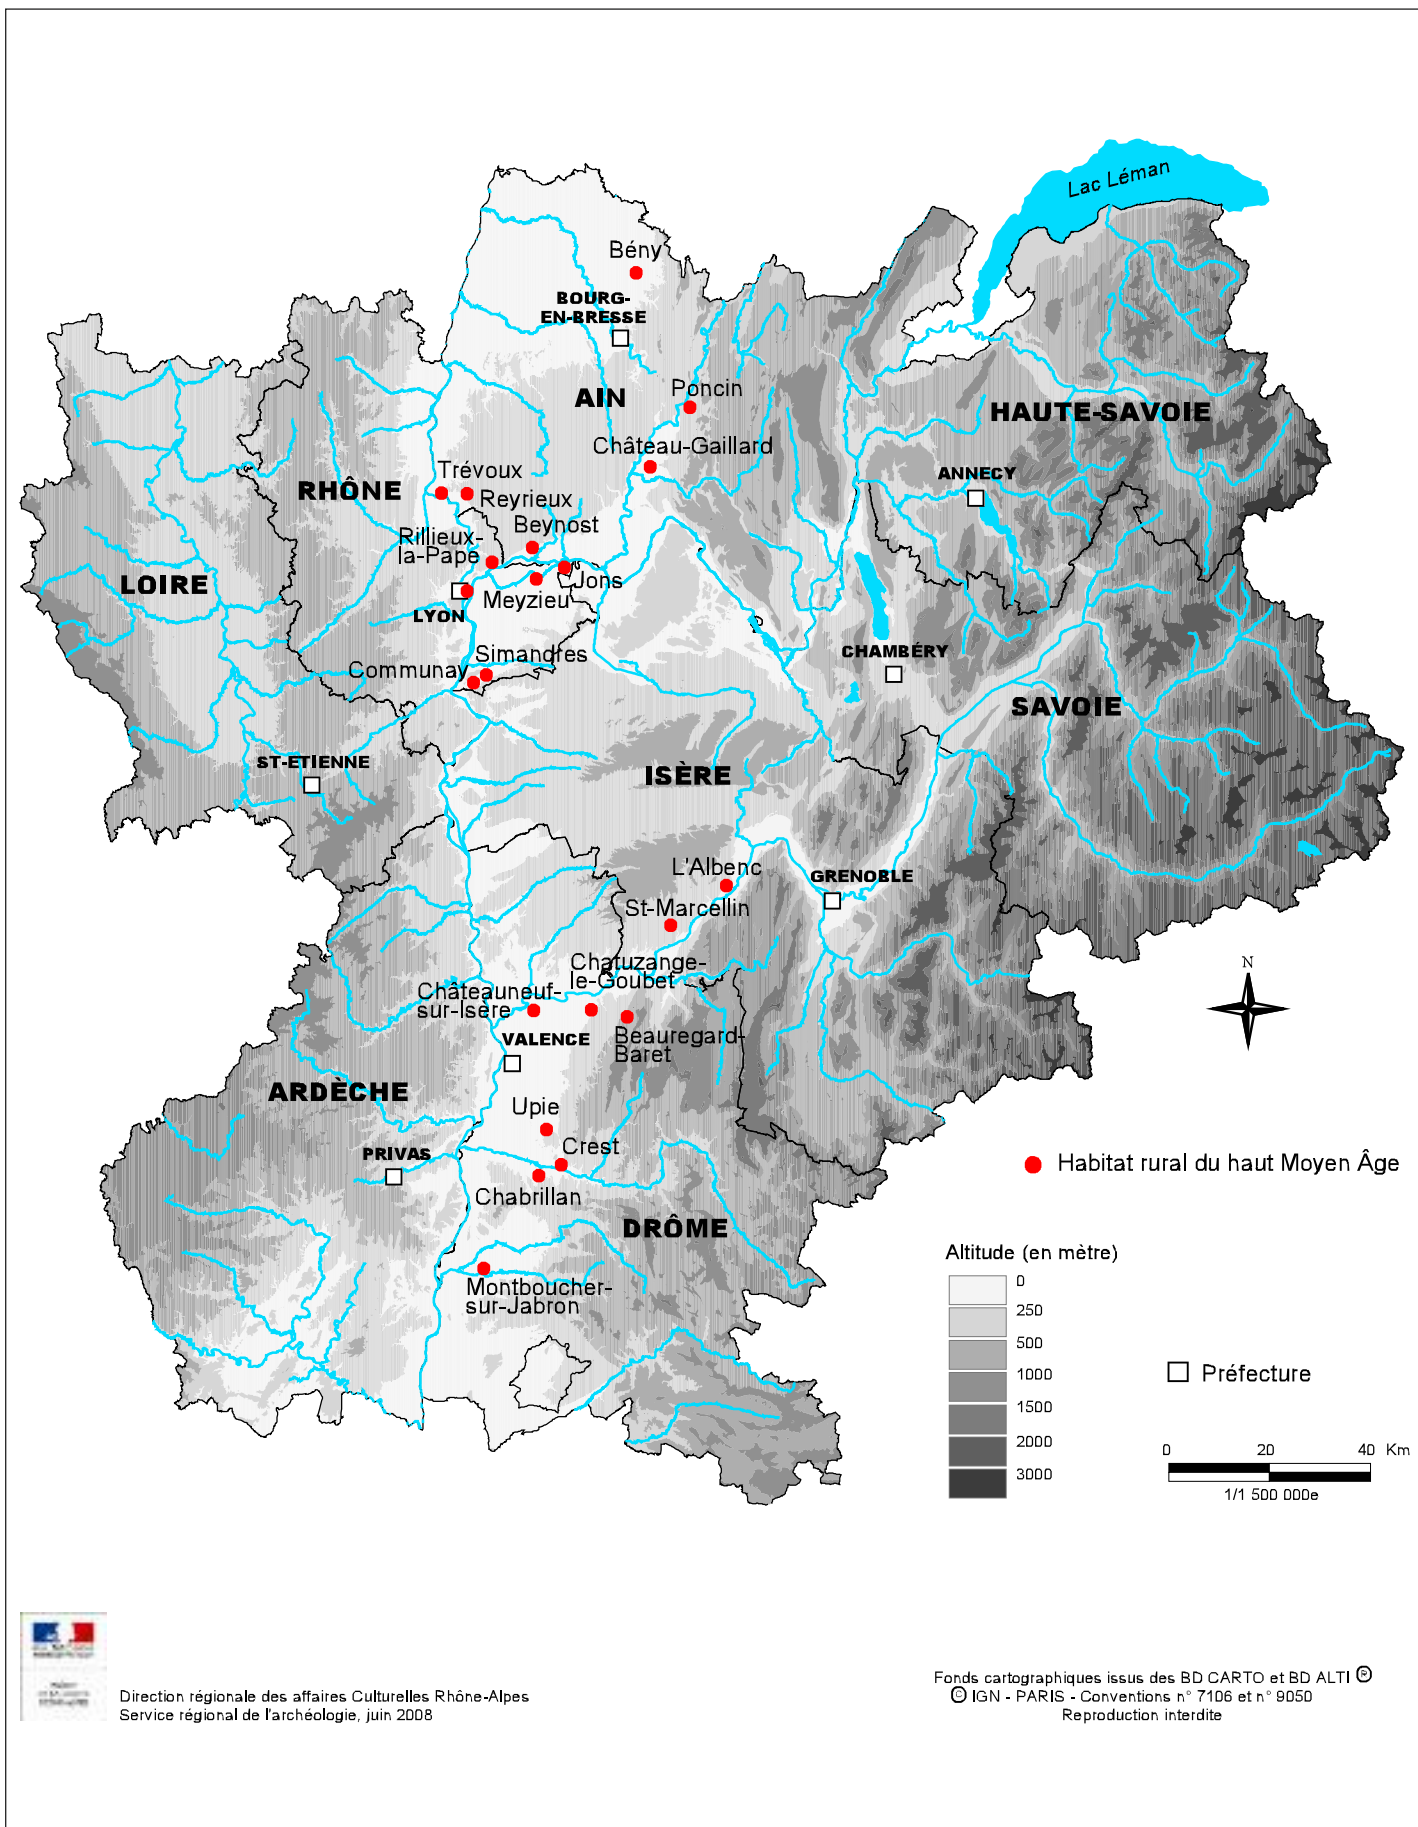 Lac Léman
Bény
BOURG-
EN-BRESSE
AIN
Poncin
HAUTE-SAVOIE
Château-Gaillard
ANNECY
Trévoux
RHÔNE
Reyrieux
Beynost
Rillieux-
la-Pape
LOIRE
Jons
Meyzieu
LYON
Simandres
Communay
CHAMBÉRY
SAVOIE
ST-ETIENNE
ISÈRE
L'Albenc
GRENOBLE
St-Marcellin
Chatuzange-
le-Goubet
Châteauneuf-
sur-Isère
N
VALENCE
Beauregard-
Baret
ARDÈCHE
Upie
Crest
PRIVAS
Habitat rural du haut Moyen Âge
Chabrillan
DRÔME
Altitude (en mètre)
0
250
500
1000
1500
2000
3000
Montboucher-
sur-Jabron
Préfecture
0 20 40 Km
1/1 500 000e
Direction régionale des affaires Culturelles Rhône-Alpes
Service régional de l'archéologie, juin 2008
Fonds cartographiques issus des BD CARTO et BD ALTI ®
© IGN - PARIS - Conventions n° 7106 et n° 9050
Reproduction interdite